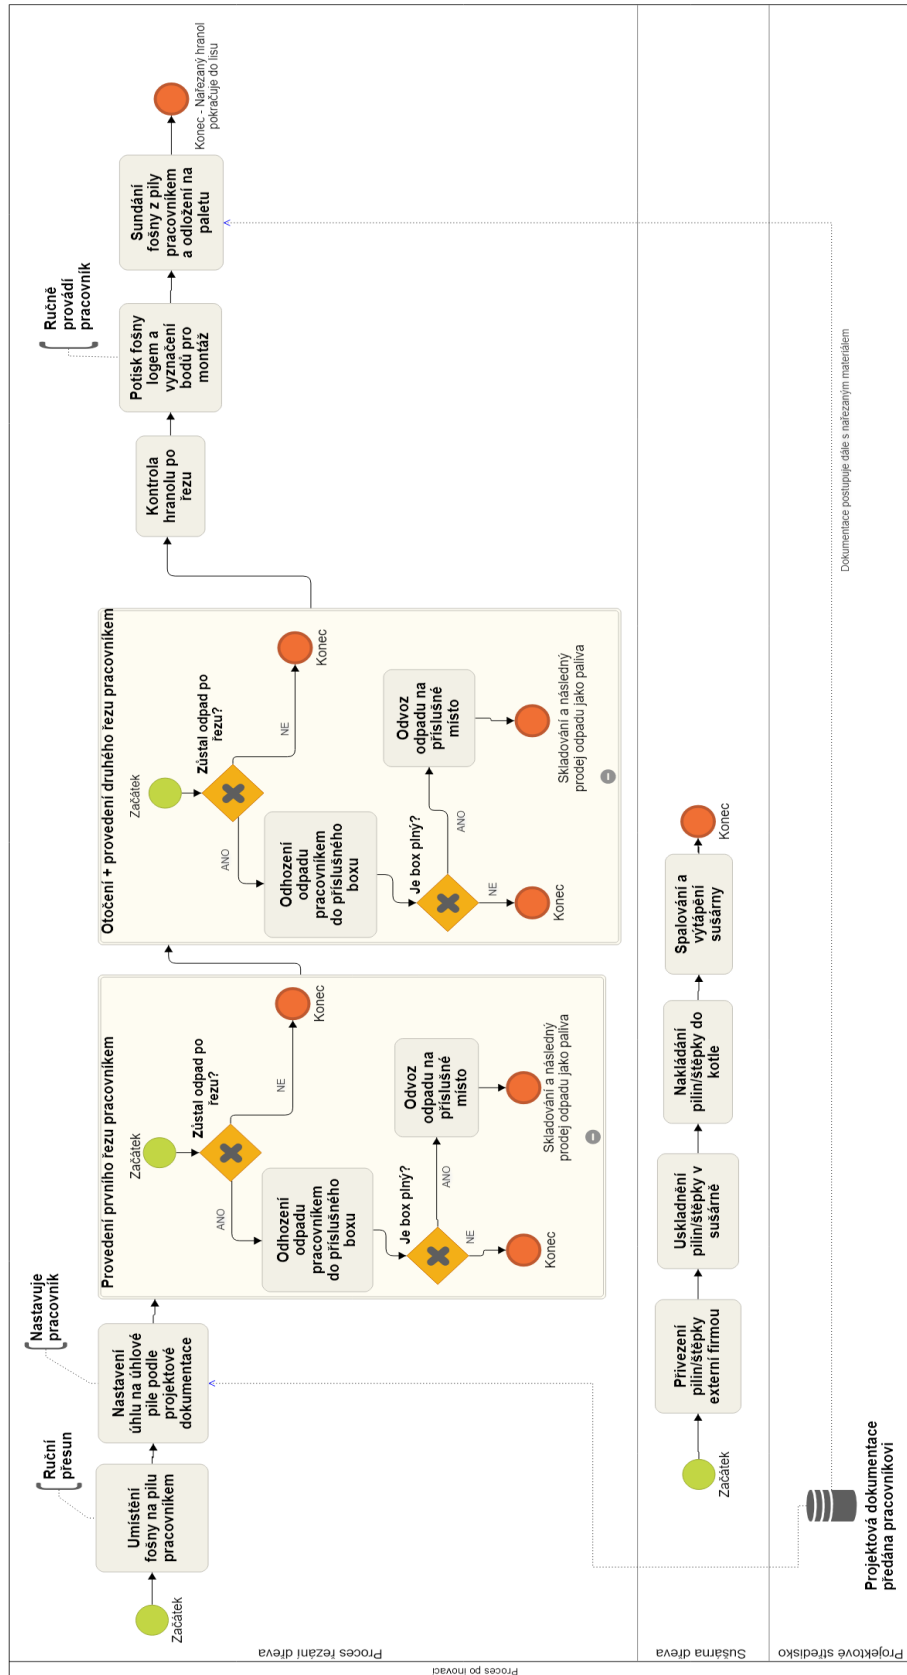 Proces po inovaci
Proces řezání dřeva
Začátek
Umístění
fošny na pilu
pracovníkem
Ruční
přesun
Nastavení
úhlu na úhlové
pile podle
projektové
dokumentace
Nastavuje
pracovník
Provedení prvního řezu pracovníkem
Začátek
Zůstal odpad po
řezu?
NE
Konec
ANO
Odhození
odpadu
pracovníkem
do příslušného
boxu
Je box plný?
NE
Konec
ANO
Odvoz
odpadu na
příslušné
místo
Skladování a následný
prodej odpadu jako paliva
Otočení + provedení druhého řezu pracovníkem
Začátek
Zůstal odpad po
řezu?
NE
Konec
ANO
Odhození
odpadu
pracovníkem
do příslušného
boxu
Je box plný?
NE
Konec
ANO
Odvoz
odpadu na
příslušné
místo
Skladování a následný
prodej odpadu jako paliva
Kontrola
hranolu po
řezu
Potisk fošny
logem a
vyznačení
bodů pro
montáž
Ručně
provádí
pracovník
Sundání
fošny z pily
pracovníkem
a odložení na
paletu
Konec - Nařezaný hranol
pokračuje do lisu
Sušárna dřeva
Začátek
Přivezení
pilin/štěpky
externí firmou
Uskladnění
pilin/štěpky v
sušárně
Nakládání
pilin/štěpky do
kotle
Spalování a
výtápění
sušárny
Konec
Projektové středisko
Projektová dokumentace
předána pracovníkovi
Dokumentace postupuje dále s nařezaným materiálem